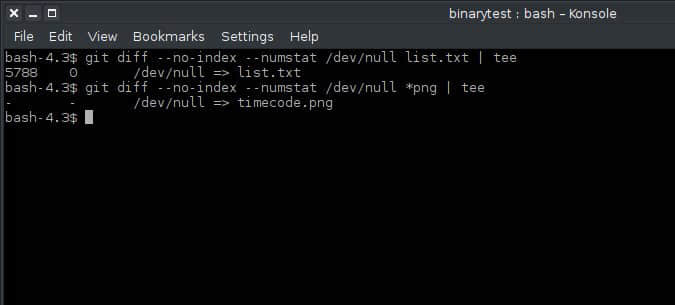 binarytest : bash – Konsole
File Edit View Bookmarks Settings Help
bash-4.3$ git diff --no-index --numstat /dev/null list.txt | tee
5788    0       /dev/null => list.txt
bash-4.3$ git diff --no-index --numstat /dev/null *png | tee
-       -       /dev/null => timecode.png
bash-4.3$